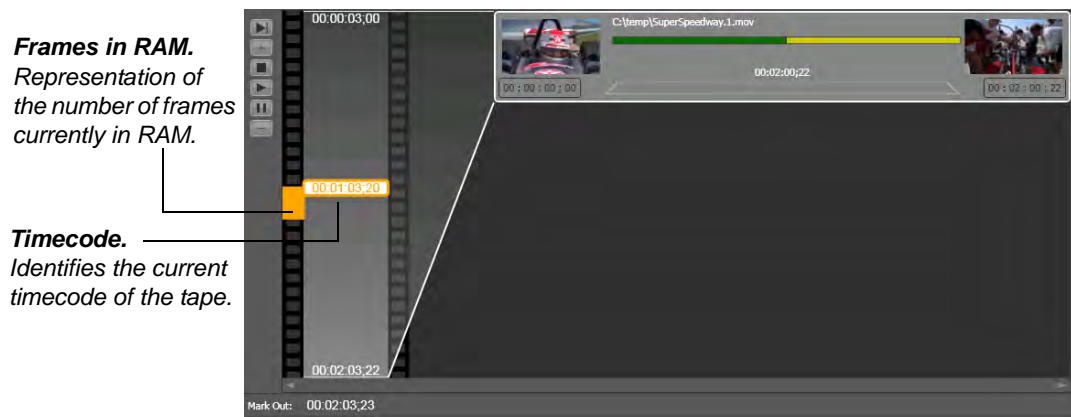 Frames in RAM.
Representation of
the number of frames
currently in RAM.
Timecode.
Identifies the current
timecode of the tape.
00:00:03;00
00:01:03;20
00:02:03;22
C:\temp\SuperSpeedway.1.mov
00:02:00;22
00 : 00 : 00 ; 00
00 : 02 : 00 ; 22
Mark Out: 00:02:03;23